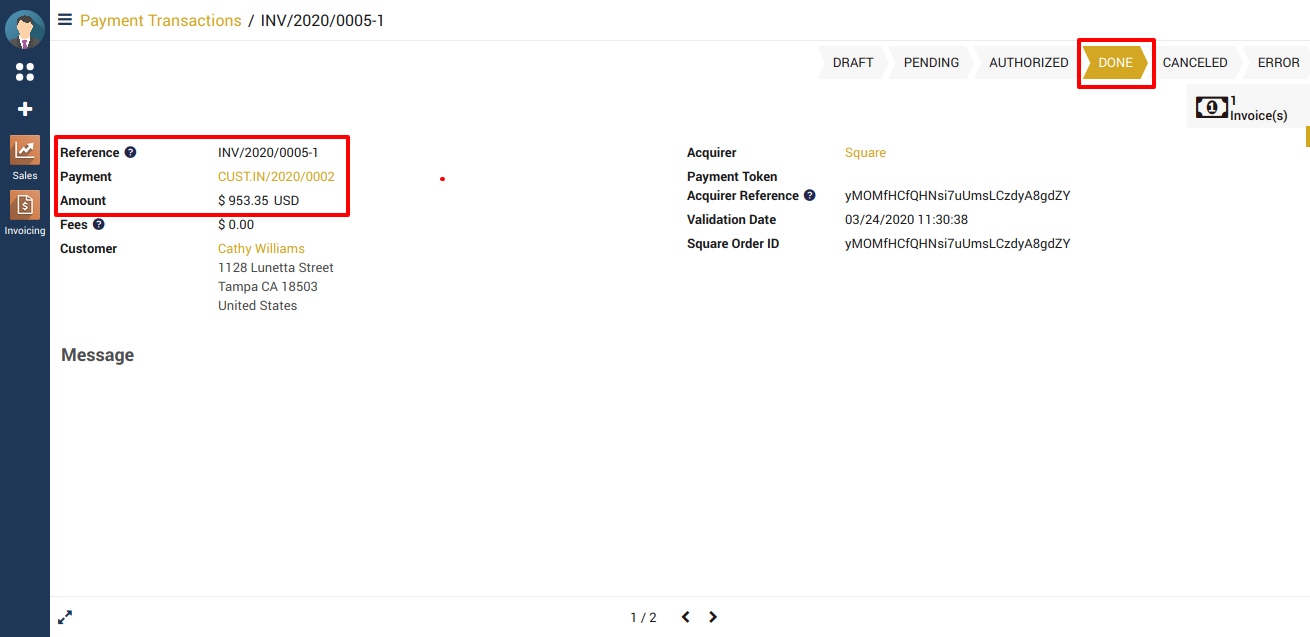 Payment Transactions / INV/2020/0005-1
DRAFT PENDING AUTHORIZED DONE CANCELED ERROR
1
Invoice(s)
Sales
Invoicing
Reference ? INV/2020/0005-1
Payment CUST.IN/2020/0002
Amount $ 953.35 USD
Fees ? $ 0.00
Customer Cathy Williams
1128 Lunetta Street
Tampa CA 18503
United States
Acquirer Square
Payment Token
Acquirer Reference ? yMOMfHCfQHNsi7uUmsLCzdyA8gdZY
Validation Date 03/24/2020 11:30:38
Square Order ID yMOMfHCfQHNsi7uUmsLCzdyA8gdZY
Message
1 / 2